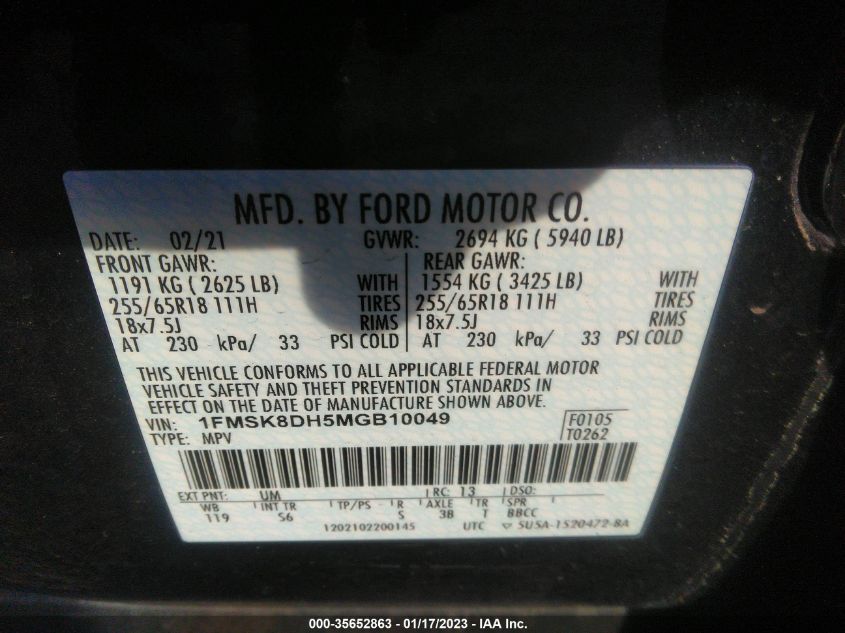 MFD. BY FORD MOTOR CO.
DATE: 02/21 GVWR: 2694 KG ( 5940 LB)
FRONT GAWR: REAR GAWR:
1191 KG ( 2625 LB) WITH 1554 KG ( 3425 LB) WITH
255/65R18 111H TIRES 255/65R18 111H TIRES
18x7.5J RIMS 18x7.5J RIMS
AT 230 kPa/ 33 PSI COLD AT 230 kPa/ 33 PSI COLD
THIS VEHICLE CONFORMS TO ALL APPLICABLE FEDERAL MOTOR
VEHICLE SAFETY AND THEFT PREVENTION STANDARDS IN
EFFECT ON THE DATE OF MANUFACTURE SHOWN ABOVE.
VIN: 1FMSK8DH5MGB10049 F0105
TYPE: MPV T0262
EXT PNT: UM RC: 13 DSO:
WB INT TR TP/PS R AXLE TR SPR
119 S6 S 3B T BBCC
1202102200145 UTC ▽ 5U5A-1520472-BA
000-35652863 - 01/17/2023 - IAA Inc.